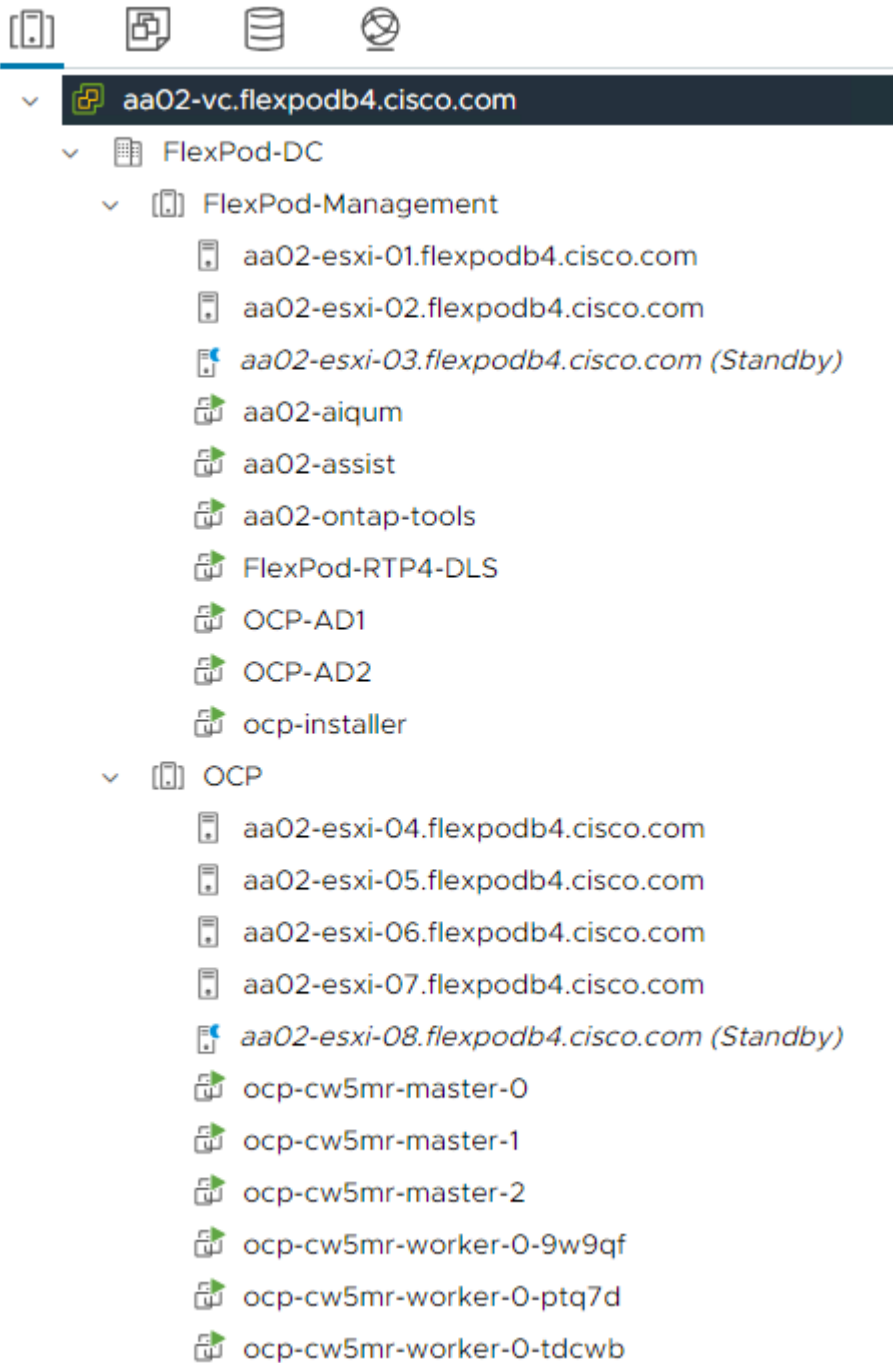 aa02-vc.flexpodb4.cisco.com
FlexPod-DC
FlexPod-Management
aa02-esxi-01.flexpodb4.cisco.com
aa02-esxi-02.flexpodb4.cisco.com
aa02-esxi-03.flexpodb4.cisco.com (Standby)
aa02-aiqum
aa02-assist
aa02-ontap-tools
FlexPod-RTP4-DLS
OCP-AD1
OCP-AD2
ocp-installer
OCP
aa02-esxi-04.flexpodb4.cisco.com
aa02-esxi-05.flexpodb4.cisco.com
aa02-esxi-06.flexpodb4.cisco.com
aa02-esxi-07.flexpodb4.cisco.com
aa02-esxi-08.flexpodb4.cisco.com (Standby)
ocp-cw5mr-master-0
ocp-cw5mr-master-1
ocp-cw5mr-master-2
ocp-cw5mr-worker-0-9w9qf
ocp-cw5mr-worker-0-ptq7d
ocp-cw5mr-worker-0-tdcwb